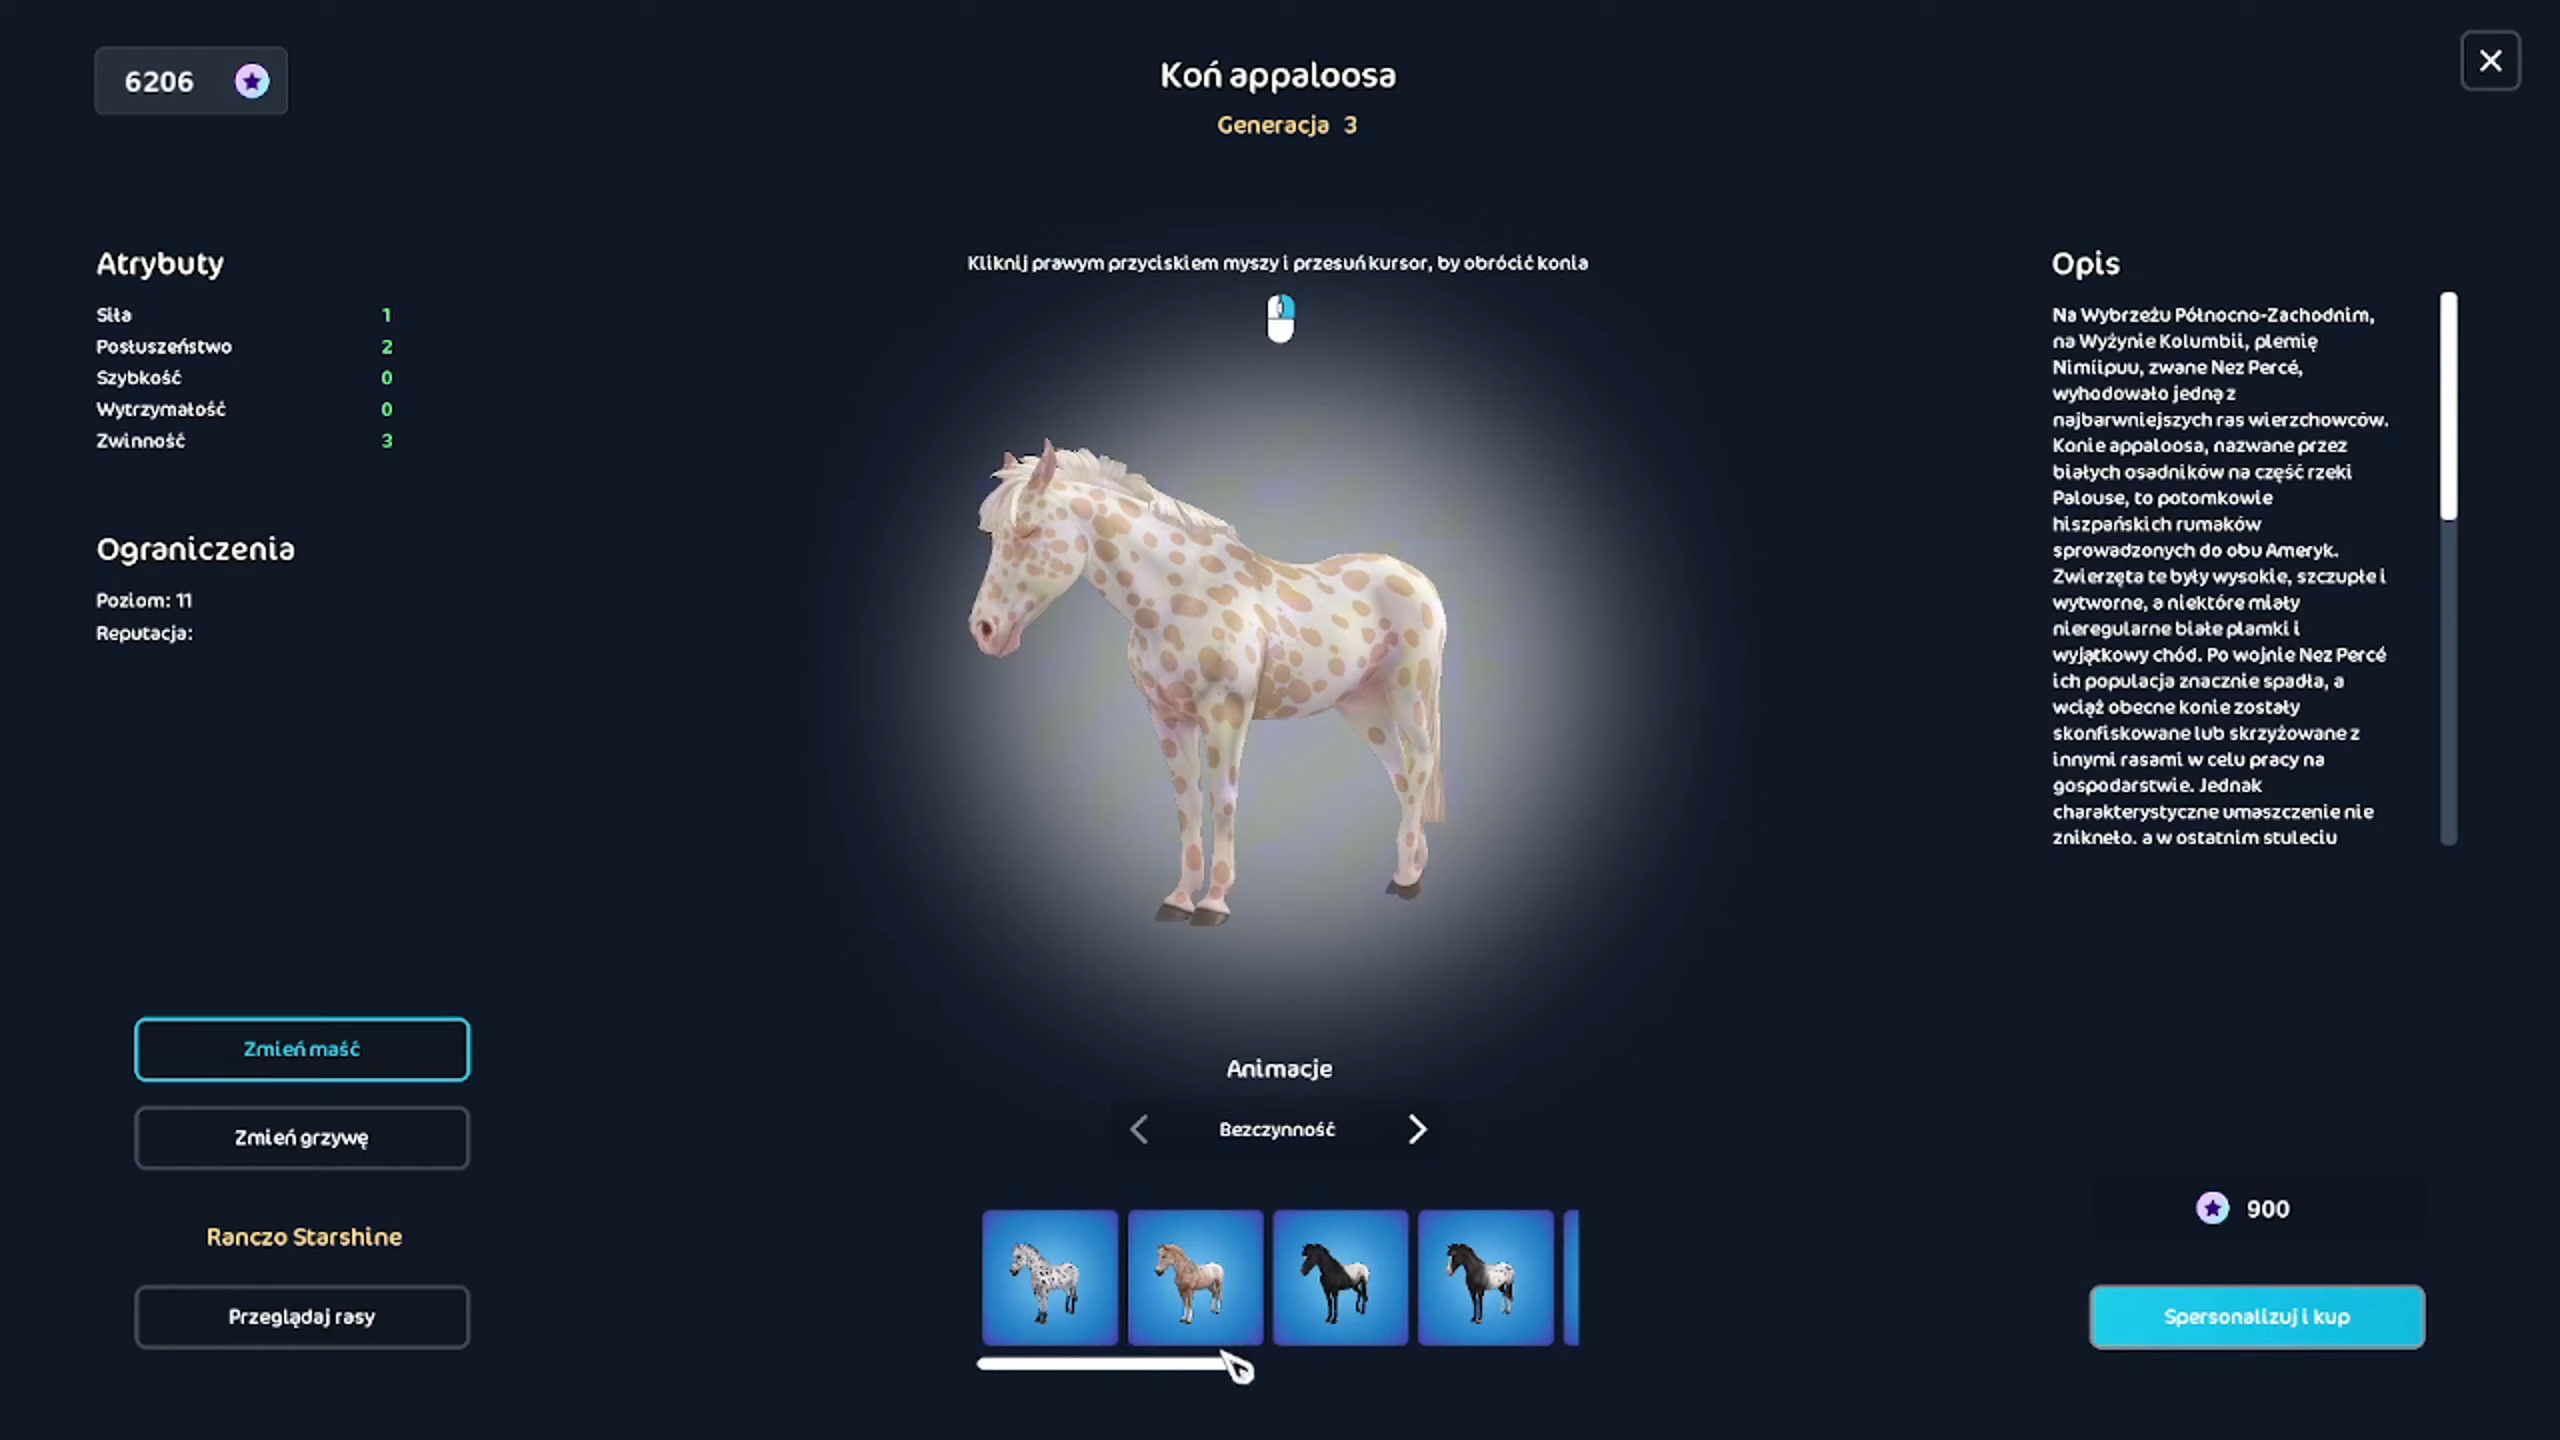 6206
Koń appaloosa
Generacja 3
Atrybuty
Siła 1
Posłuszeństwo 2
Szybkość 0
Wytrzymałość 0
Zwinność 3
Ograniczenia
Poziom: 11
Reputacja:
Kliknij prawym przyciskiem myszy i przesuń kursor, by obrócić konia
Opis
Na Wybrzeżu Północno-Zachodnim,
na Wyżynie Kolumbii, plemię
Nimíipuu, zwane Nez Percé,
wyhodowało jedną z
najbarwniejszych ras wierzchowców.
Konie appaloosa, nazwane przez
białych osadników na część rzeki
Palouse, to potomkowie
hiszpańskich rumaków
sprowadzonych do obu Ameryk.
Zwierzęta te były wysokie, szczupłe i
wytworne, a niektóre miały
nieregularne białe plamki i
wyjątkowy chód. Po wojnie Nez Percé
ich populacja znacznie spadła, a
wciąż obecne konie zostały
skonfiskowane lub skrzyżowane z
innymi rasami w celu pracy na
gospodarstwie. Jednak
charakterystyczne umaszczenie nie
zniknęło, a w ostatnim stuleciu
Zmień maść
Zmień grzywę
Ranczo Starshine
Przeglądaj rasy
Animacje
Bezczynność
900
Spersonalizuj i kup